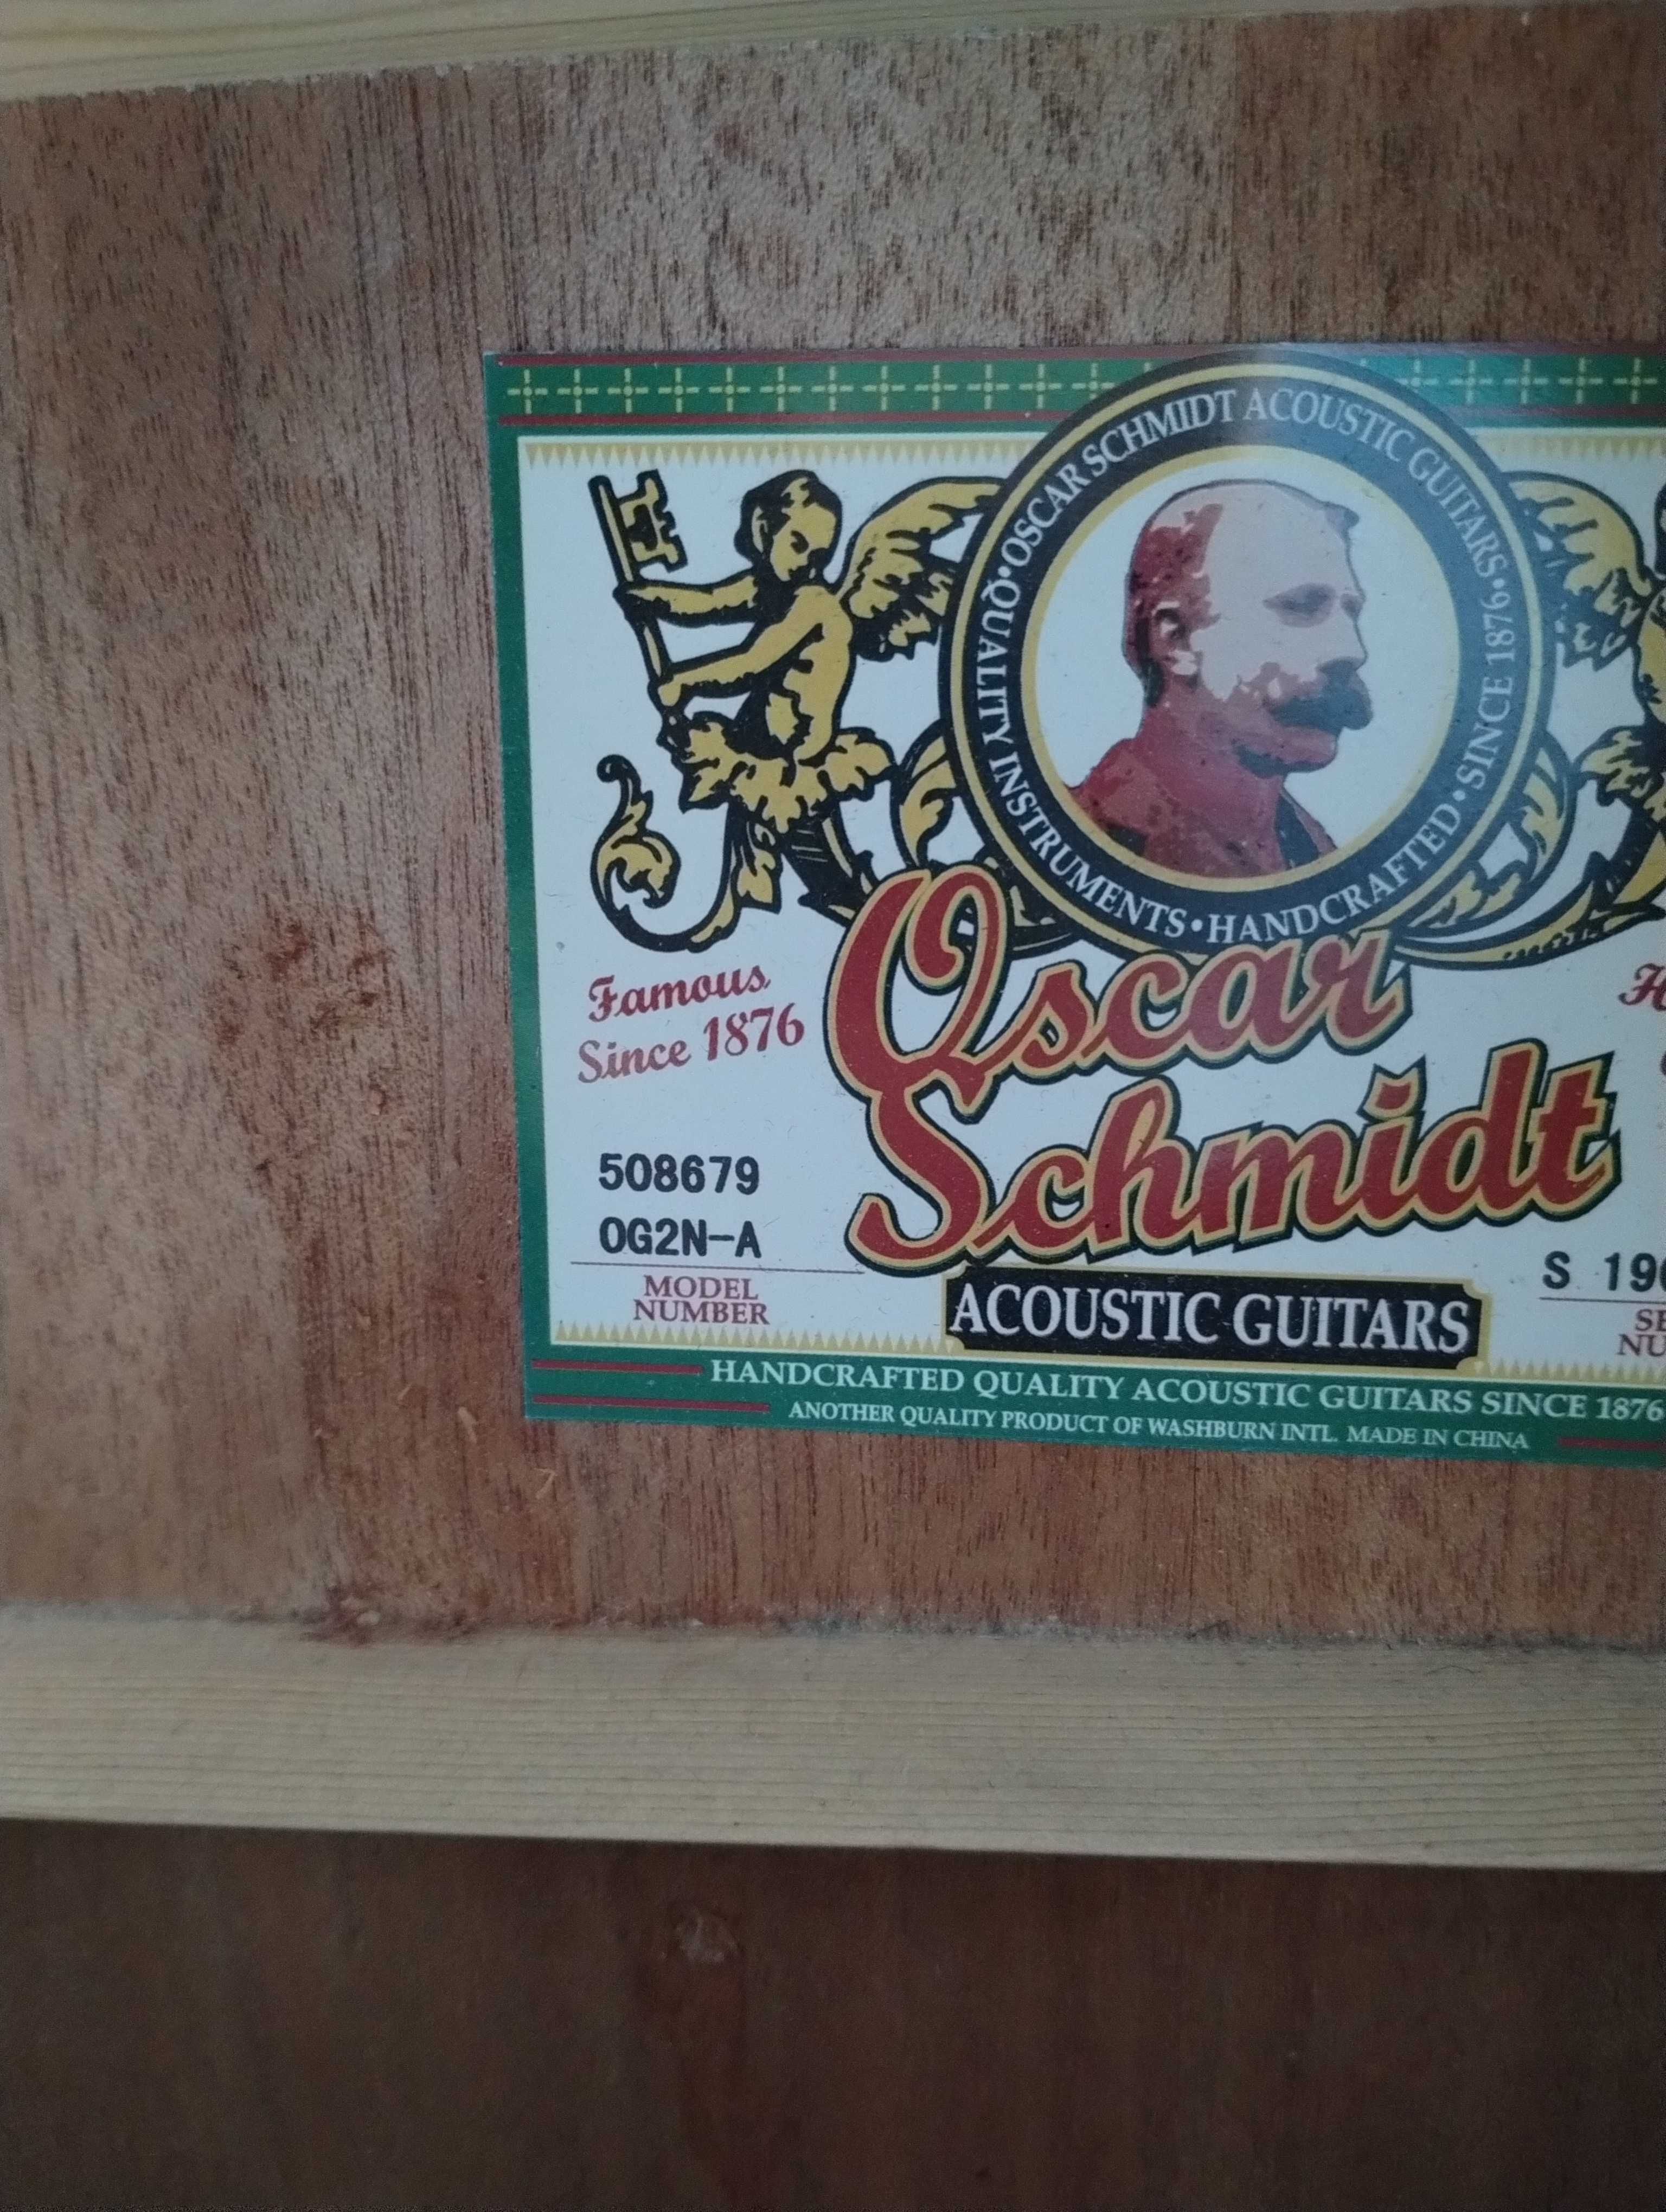 • OSCAR SCHMIDT ACOUSTIC GUITARS • SINCE 1876 • HANDCRAFTED • QUALITY INSTRUMENTS
Famous
Since 1876
Oscar
Schmidt
508679
OG2N-A
MODEL
NUMBER
ACOUSTIC GUITARS
S 190
HANDCRAFTED QUALITY ACOUSTIC GUITARS SINCE 1876
ANOTHER QUALITY PRODUCT OF WASHBURN INTL. MADE IN CHINA